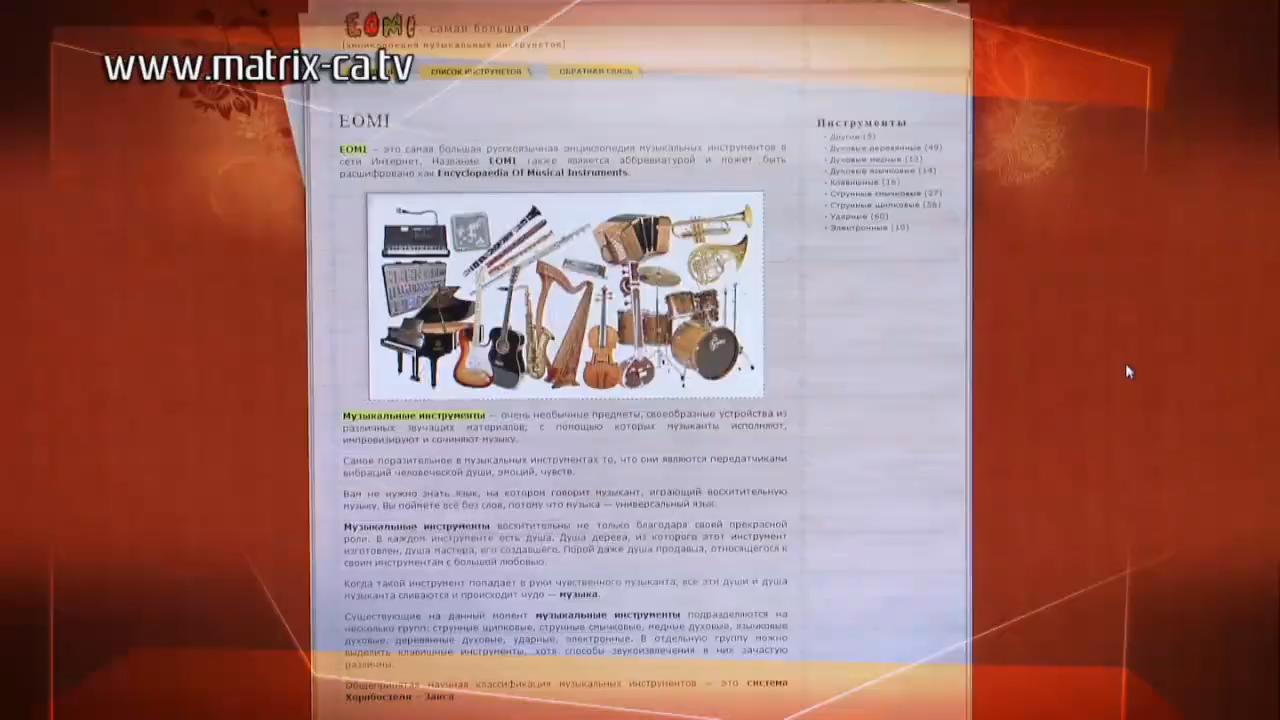 EOMI - самая большая
[энциклопедия музыкальных инструметов]
www.matrix-ca.tv
СПИСОК ИНСТРУМЕТОВ
ОБРАТНАЯ СВЯЗЬ
EOMI
EOMI – это самая большая русскоязычная энциклопедия музыкальных инструментов в
сети Интернет. Название EOMI также является аббревиатурой и может быть
расшифровано как Encyclopaedia Of Musical Instruments.
Музыкальные инструменты — очень необычные предметы, своеобразные устройства из
различных звучащих материалов, с помощью которых музыканты исполняют,
импровизируют и сочиняют музыку.
Самое поразительное в музыкальных инструментах то, что они являются передатчиками
вибраций человеческой души, эмоций, чувств.
Вам не нужно знать язык, на котором говорит музыкант, играющий восхитительную
музыку. Вы поймёте всё без слов, потому что музыка — универсальный язык.
Музыкальные инструменты восхитительны не только благодаря своей прекрасной
роли. В каждом инструменте есть душа. Душа дерева, из которого этот инструмент
изготовлен, душа мастера, его создавшего. Порой даже душа продавца, относящегося к
своим инструментам с большой любовью.
Когда такой инструмент попадает в руки чувственного музыканта, все эти души и душа
музыканта сливаются и происходит чудо — музыка.
Существующие на данный момент музыкальные инструменты подразделяются на
несколько групп: струнные щипковые, струнные смычковые, медные духовые, язычковые
духовые, деревянные духовые, ударные, электронные. В отдельную группу можно
выделить клавишные инструменты, хотя способы звукоизвлечения в них зачастую
различны.
Общепринятая научная классификация музыкальных инструментов — это система
Хорнбостеля – Закса
Инструменты
Другие (5)
Духовые деревянные (49)
Духовые медные (13)
Духовые язычковые (14)
Клавишные (16)
Струнные смычковые (27)
Струнные щипковые (56)
Ударные (60)
Электронные (10)